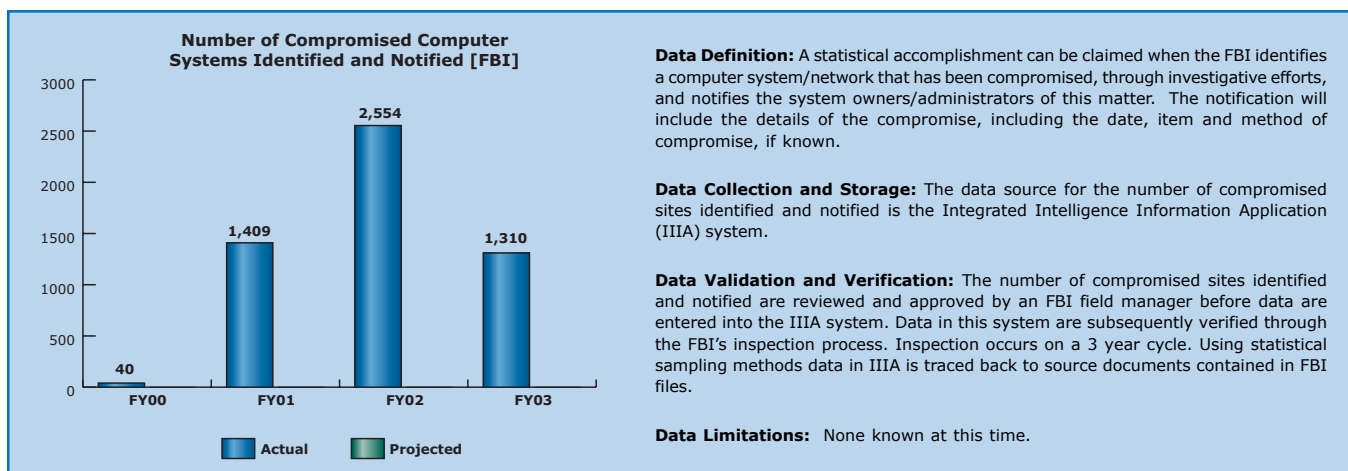 Number of Compromised Computer
Systems Identified and Notified [FBI]
3000
2500
2000
1500
1000
500
0
40
1,409
2,554
1,310
FY00
FY01
FY02
FY03
Actual
Projected
Data Definition: A statistical accomplishment can be claimed when the FBI identifies
a computer system/network that has been compromised, through investigative efforts,
and notifies the system owners/administrators of this matter. The notification will
include the details of the compromise, including the date, item and method of
compromise, if known.
Data Collection and Storage: The data source for the number of compromised
sites identified and notified is the Integrated Intelligence Information Application
(IIIA) system.
Data Validation and Verification: The number of compromised sites identified
and notified are reviewed and approved by an FBI field manager before data are
entered into the IIIA system. Data in this system are subsequently verified through
the FBI's inspection process. Inspection occurs on a 3 year cycle. Using statistical
sampling methods data in IIIA is traced back to source documents contained in FBI
files.
Data Limitations: None known at this time.